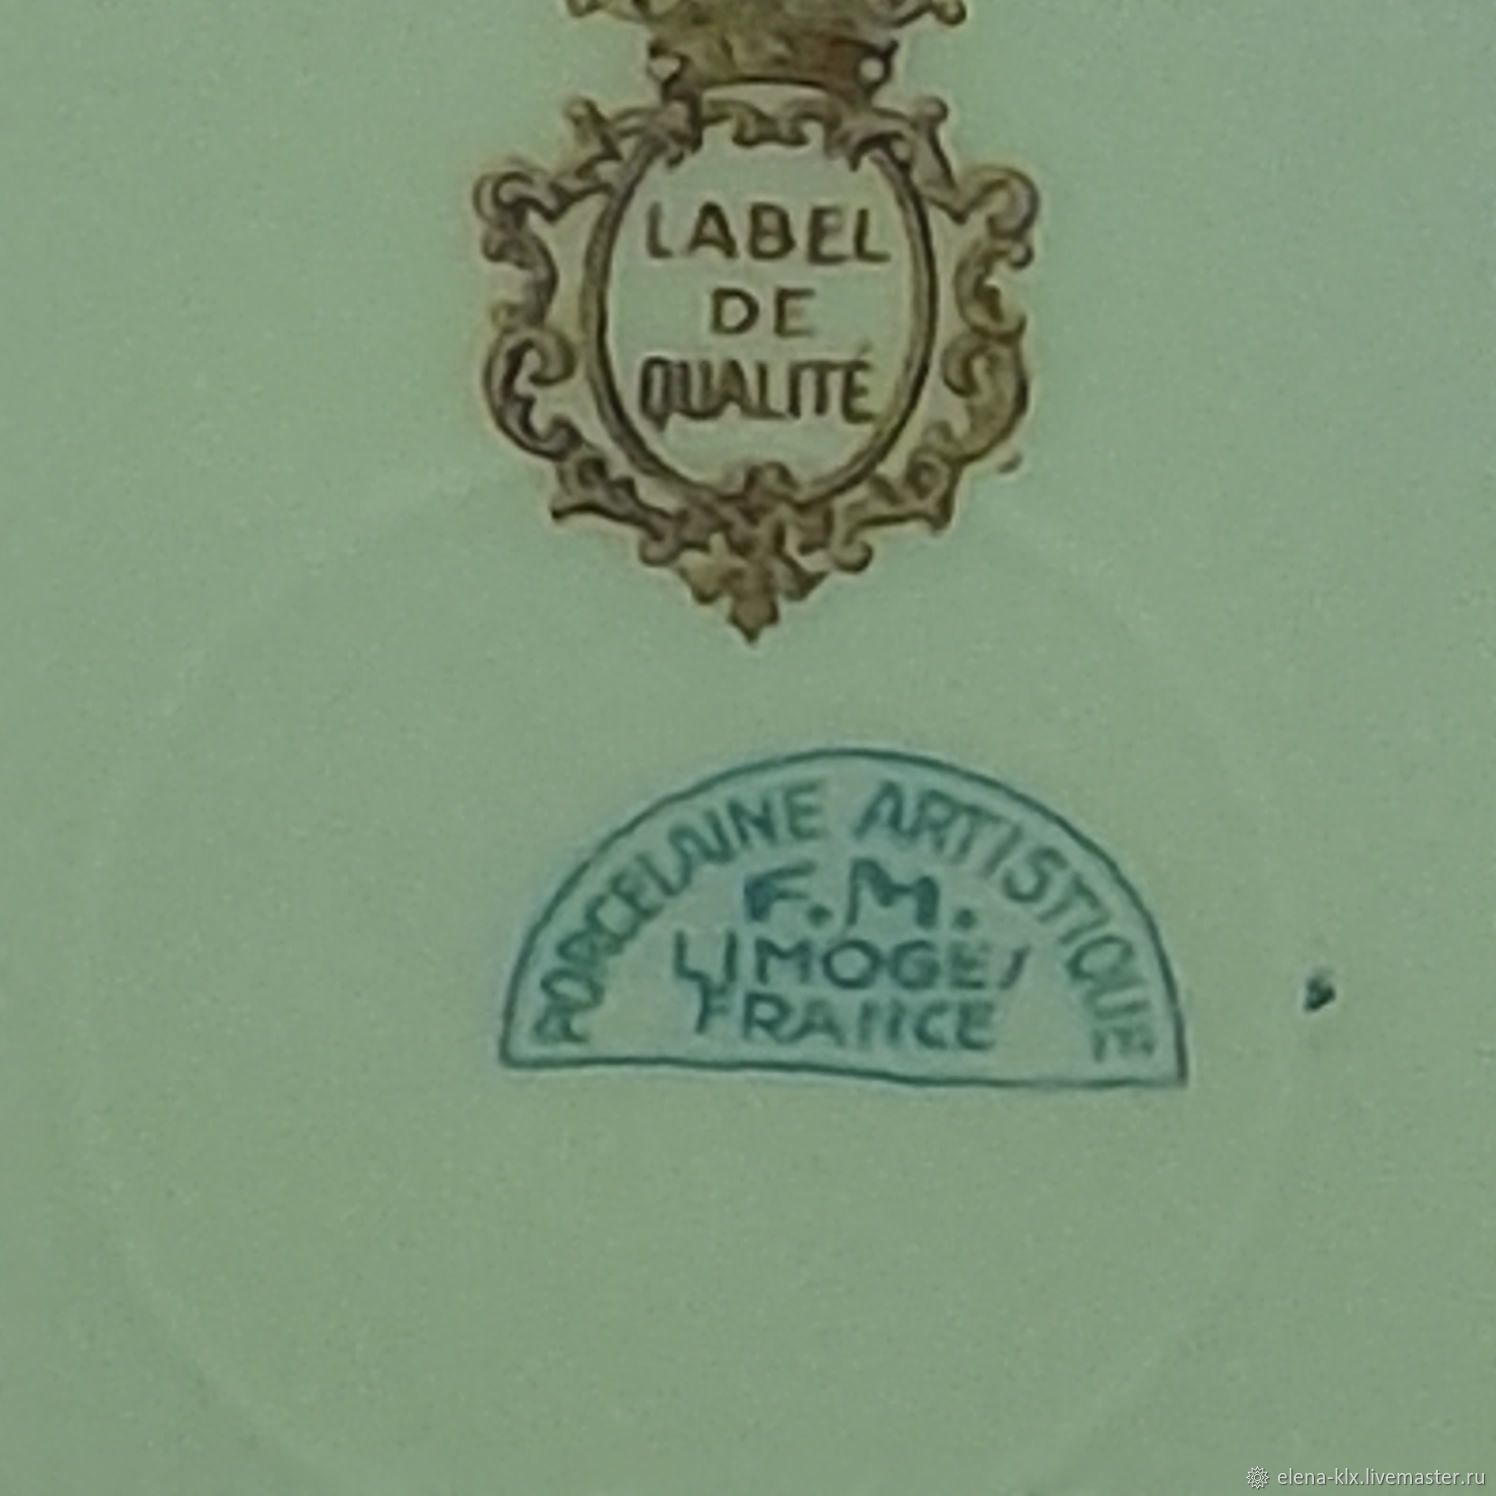 LABEL
DE
QUALITÉ
PORCELAINE ARTISTIQUE
F.M.
LIMOGES
FRANCE
elena-klx.livemaster.ru